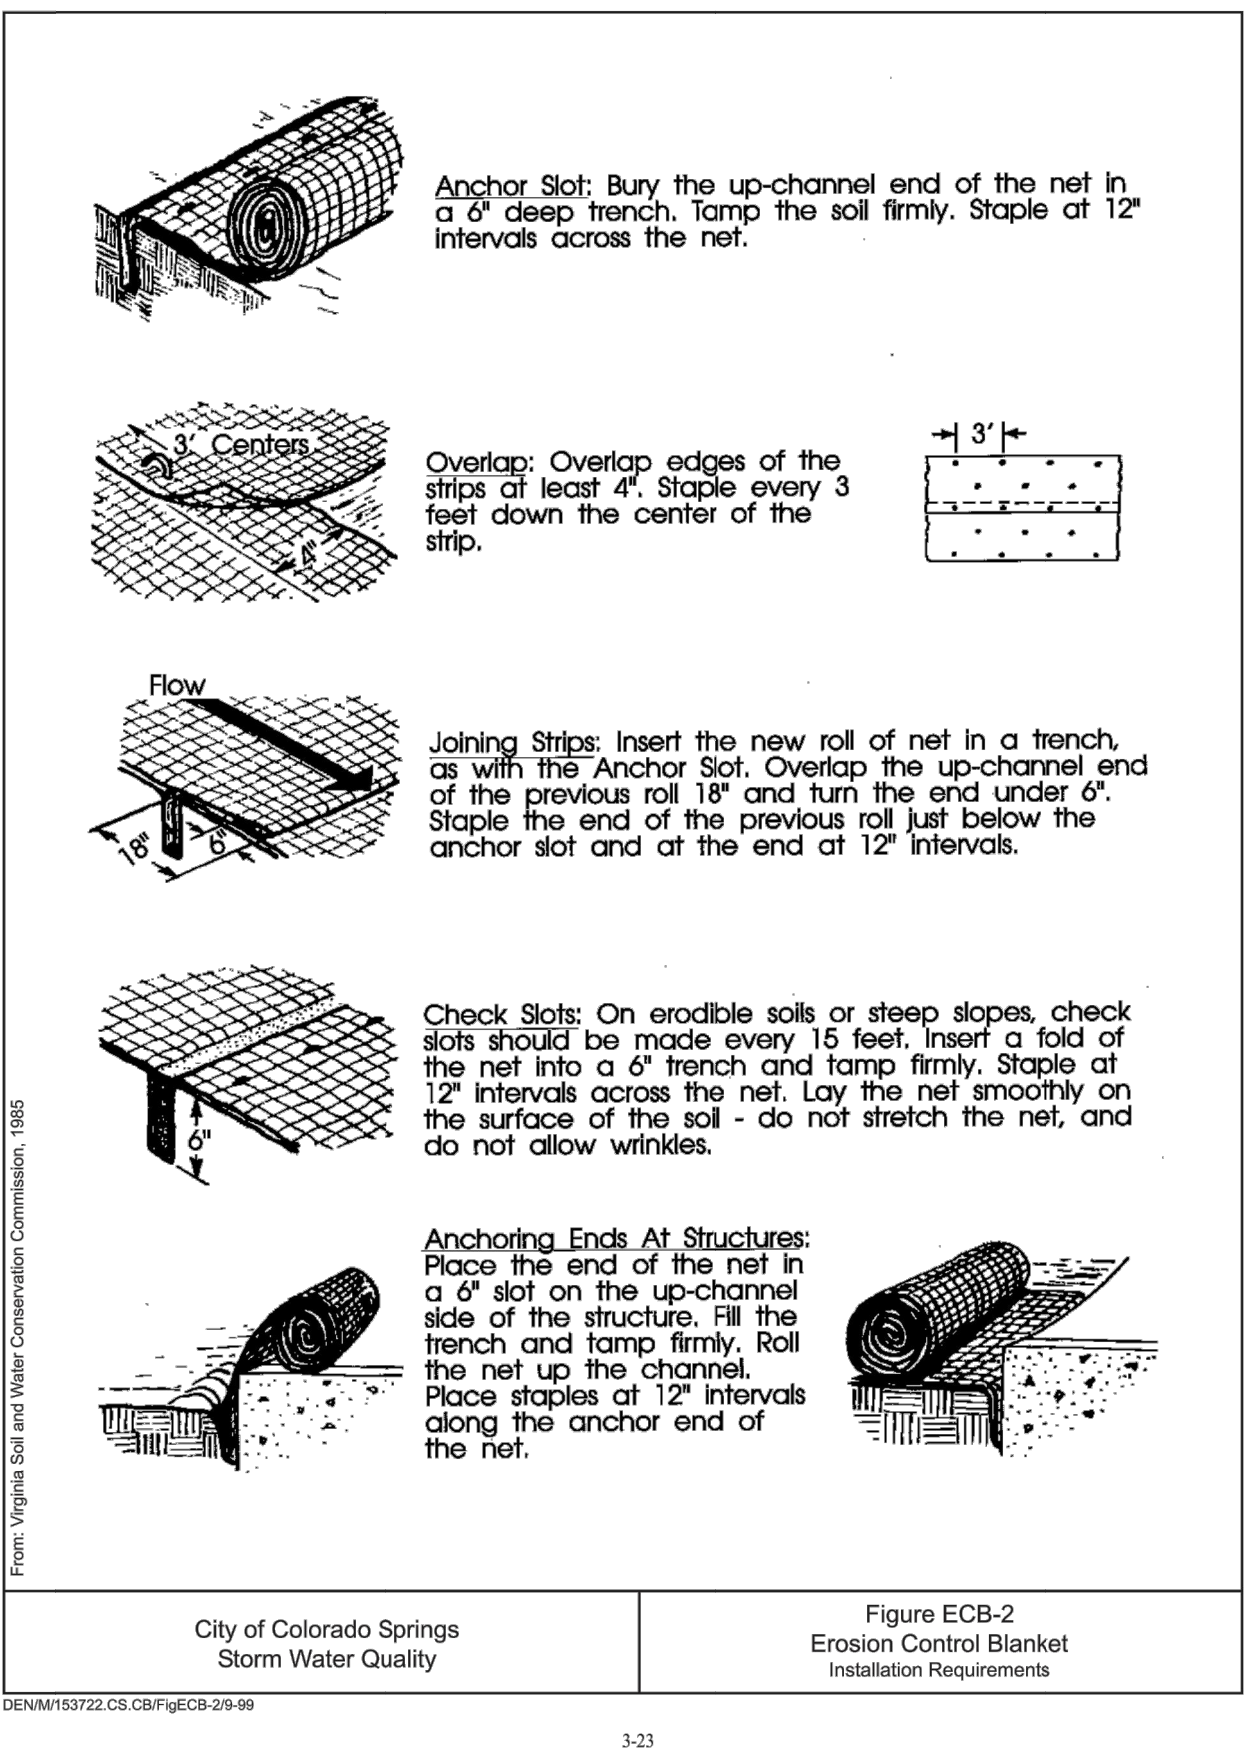 Anchor Slot: Bury the up-channel end of the net in
a 6" deep trench. Tamp the soil firmly. Staple at 12"
intervals across the net.
3' Centers
4"
Overlap: Overlap edges of the
strips at least 4". Staple every 3
feet down the center of the
strip.
3'
Flow
18"
6"
Joining Strips: Insert the new roll of net in a trench,
as with the Anchor Slot. Overlap the up-channel end
of the previous roll 18" and turn the end under 6".
Staple the end of the previous roll just below the
anchor slot and at the end at 12" intervals.
6"
Check Slots: On erodible soils or steep slopes, check
slots should be made every 15 feet. Insert a fold of
the net into a 6" trench and tamp firmly. Staple at
12" intervals across the net. Lay the net smoothly on
the surface of the soil - do not stretch the net, and
do not allow wrinkles.
Anchoring Ends At Structures:
Place the end of the net in
a 6" slot on the up-channel
side of the structure. Fill the
trench and tamp firmly. Roll
the net up the channel.
Place staples at 12" intervals
along the anchor end of
the net.
From: Virginia Soil and Water Conservation Commission, 1985
City of Colorado Springs
Storm Water Quality
Figure ECB-2
Erosion Control Blanket
Installation Requirements
DEN/M/153722.CS.CB/FigECB-2/9-99
3-23